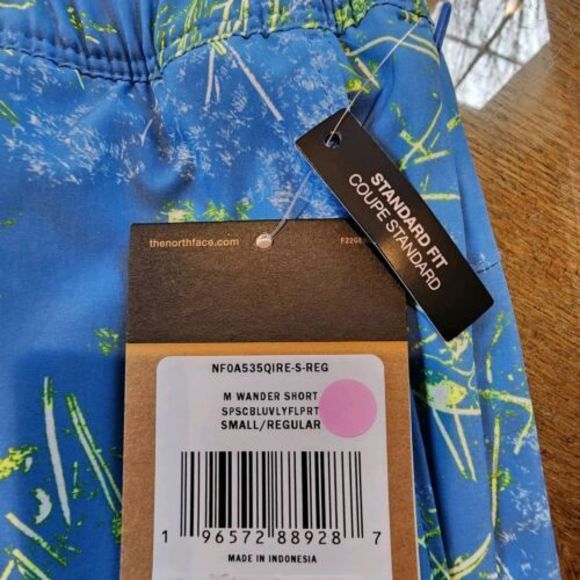 STANDARD FIT
COUPE STANDARD
thenorthface.com
NF0A535QIRE-S-REG
M WANDER SHORT
SPSCBLUVLYFLPRT
SMALL/REGULAR
1 96572 88928 7
MADE IN INDONESIA